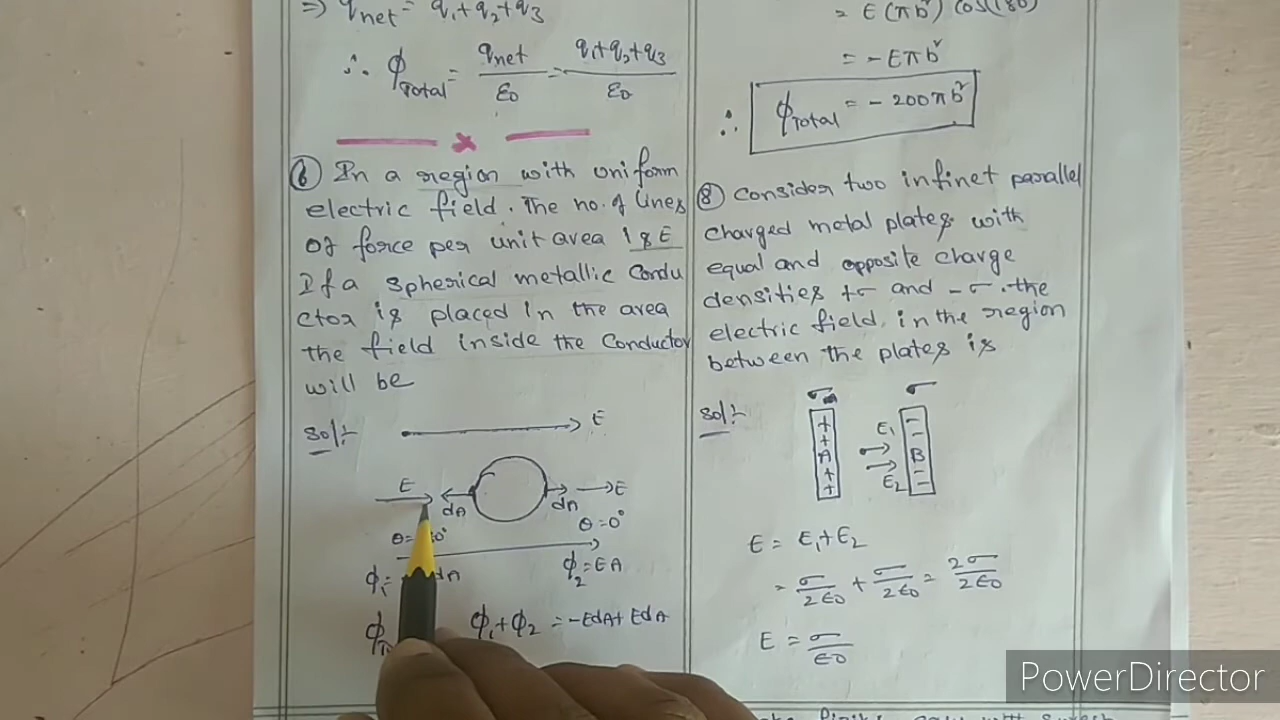 ⇒ q_net = q₁+q₂+q₃
∴ ϕ_Total = q_net/ε₀ = q₁+q₂+q₃/ε₀
⑥ In a region with uniform
electric field. The no. of lines
of force per unit area is E
If a spherical metallic Condu
ctor is placed in the area
the field inside the Conductor
will be
Sol:-
E
E
dA
dA
E
θ=0°
ϕ₂=EA
ϕ₁+ϕ₂ = -EdA+EdA
= E(πb²) Cos(180)
= -Eπb²
∴ ϕ_Total = -200πb²
⑧ Consider two infinet parallel
charged metal plates with
equal and opposite charge
densities +σ and -σ. the
electric field, in the region
between the plates is
Sol:-
σ
+
+
A
+
+
E₁
E₂
-
-
B
-
-
E = E₁+E₂
= σ/2ε₀ + σ/2ε₀ = 2σ/2ε₀
E = σ/ε₀
PowerDirector